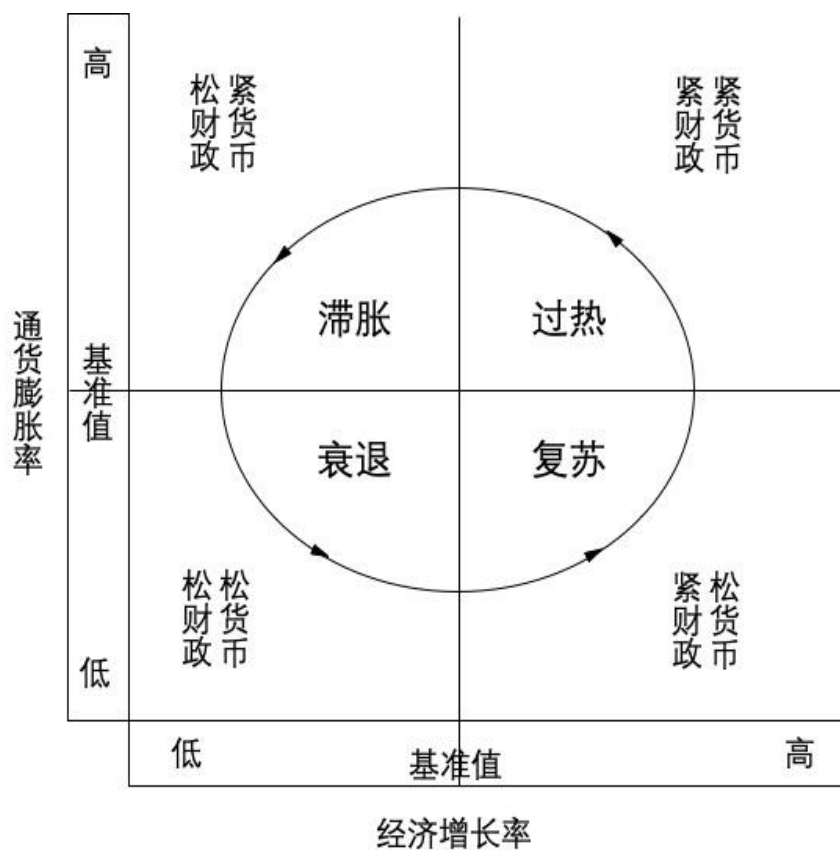 高
松财政
紧货币
紧财政
紧货币
滞胀
过热
通货膨胀率
基准值
衰退
复苏
松财政
松货币
紧财政
松货币
低
低
基准值
高
经济增长率